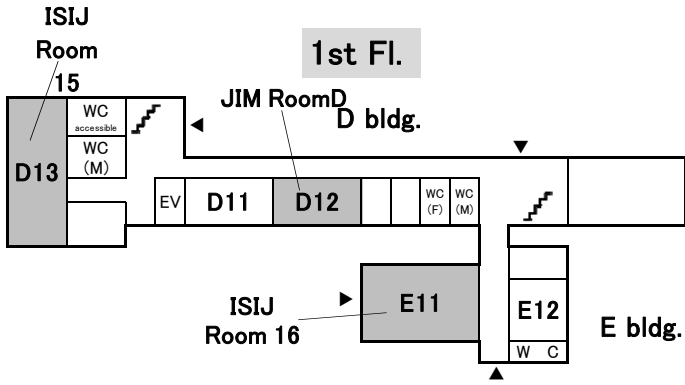 ISIJ
Room
15
1st Fl.
JIM RoomD
D bldg.
WC
accessible
WC
(M)
D13
EV
D11
D12
WC
(F)
WC
(M)
E11
ISIJ
Room 16
E12
E bldg.
W C